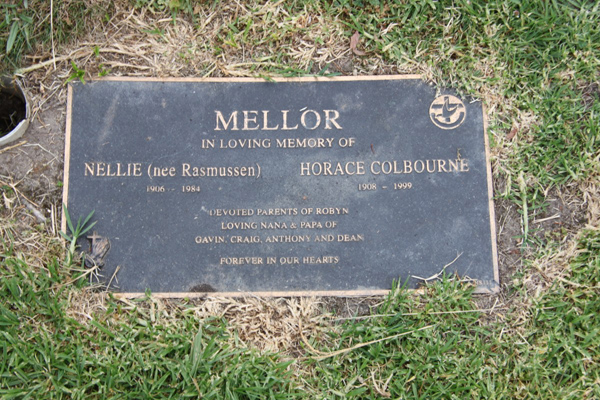 MELLOR
IN LOVING MEMORY OF
NELLIE (nee Rasmussen) HORACE COLBOURNE
1906 - 1984 1908 - 1999
DEVOTED PARENTS OF ROBYN
LOVING NANA & PAPA OF
GAVIN, CRAIG, ANTHONY AND DEAN
FOREVER IN OUR HEARTS